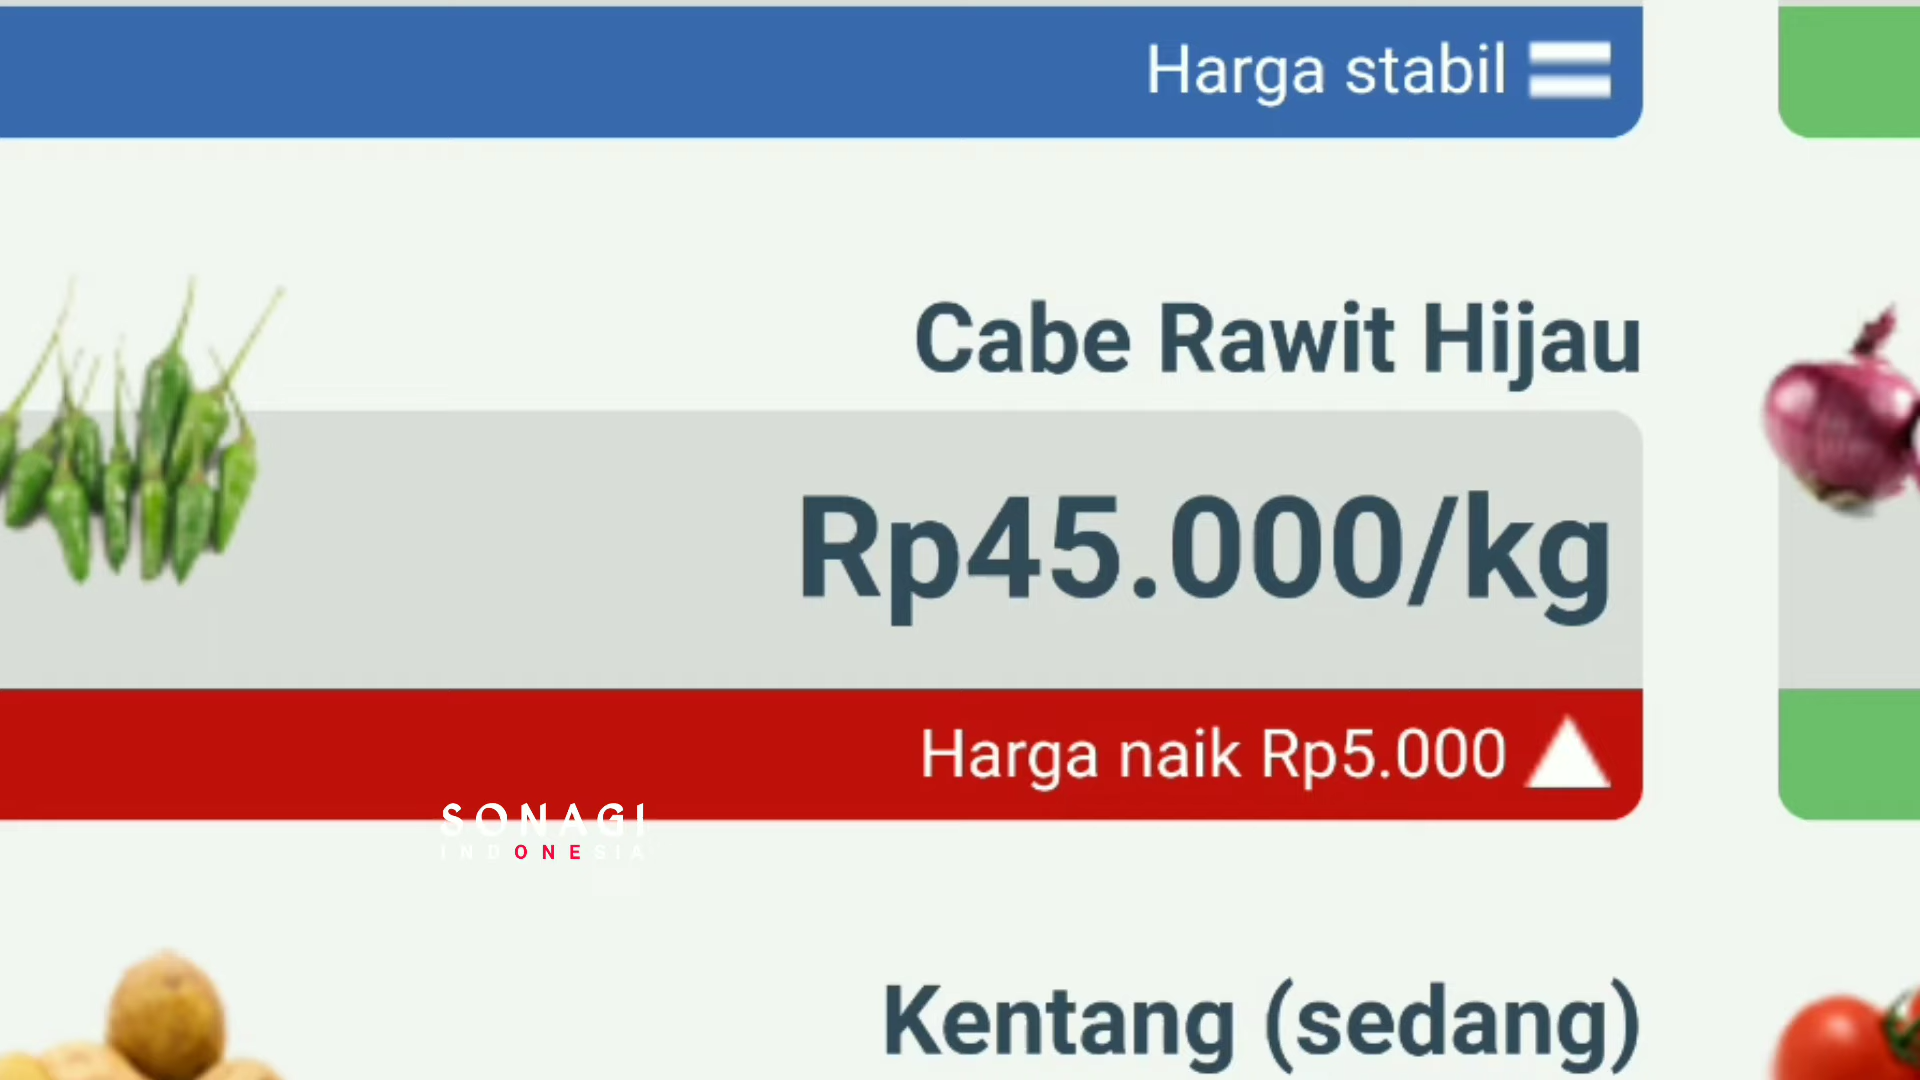 Harga stabil
Cabe Rawit Hijau
Rp45.000/kg
Harga naik Rp5.000
SONAGI
INDONESIA
Kentang (sedang)